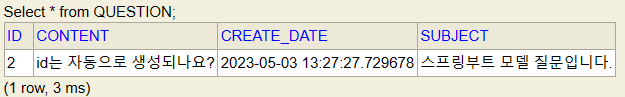 Select * from QUESTION;
ID CONTENT CREATE_DATE SUBJECT
2 id는 자동으로 생성되나요? 2023-05-03 13:27:27.729678 스프링부트 모델 질문입니다.
(1 row, 3 ms)